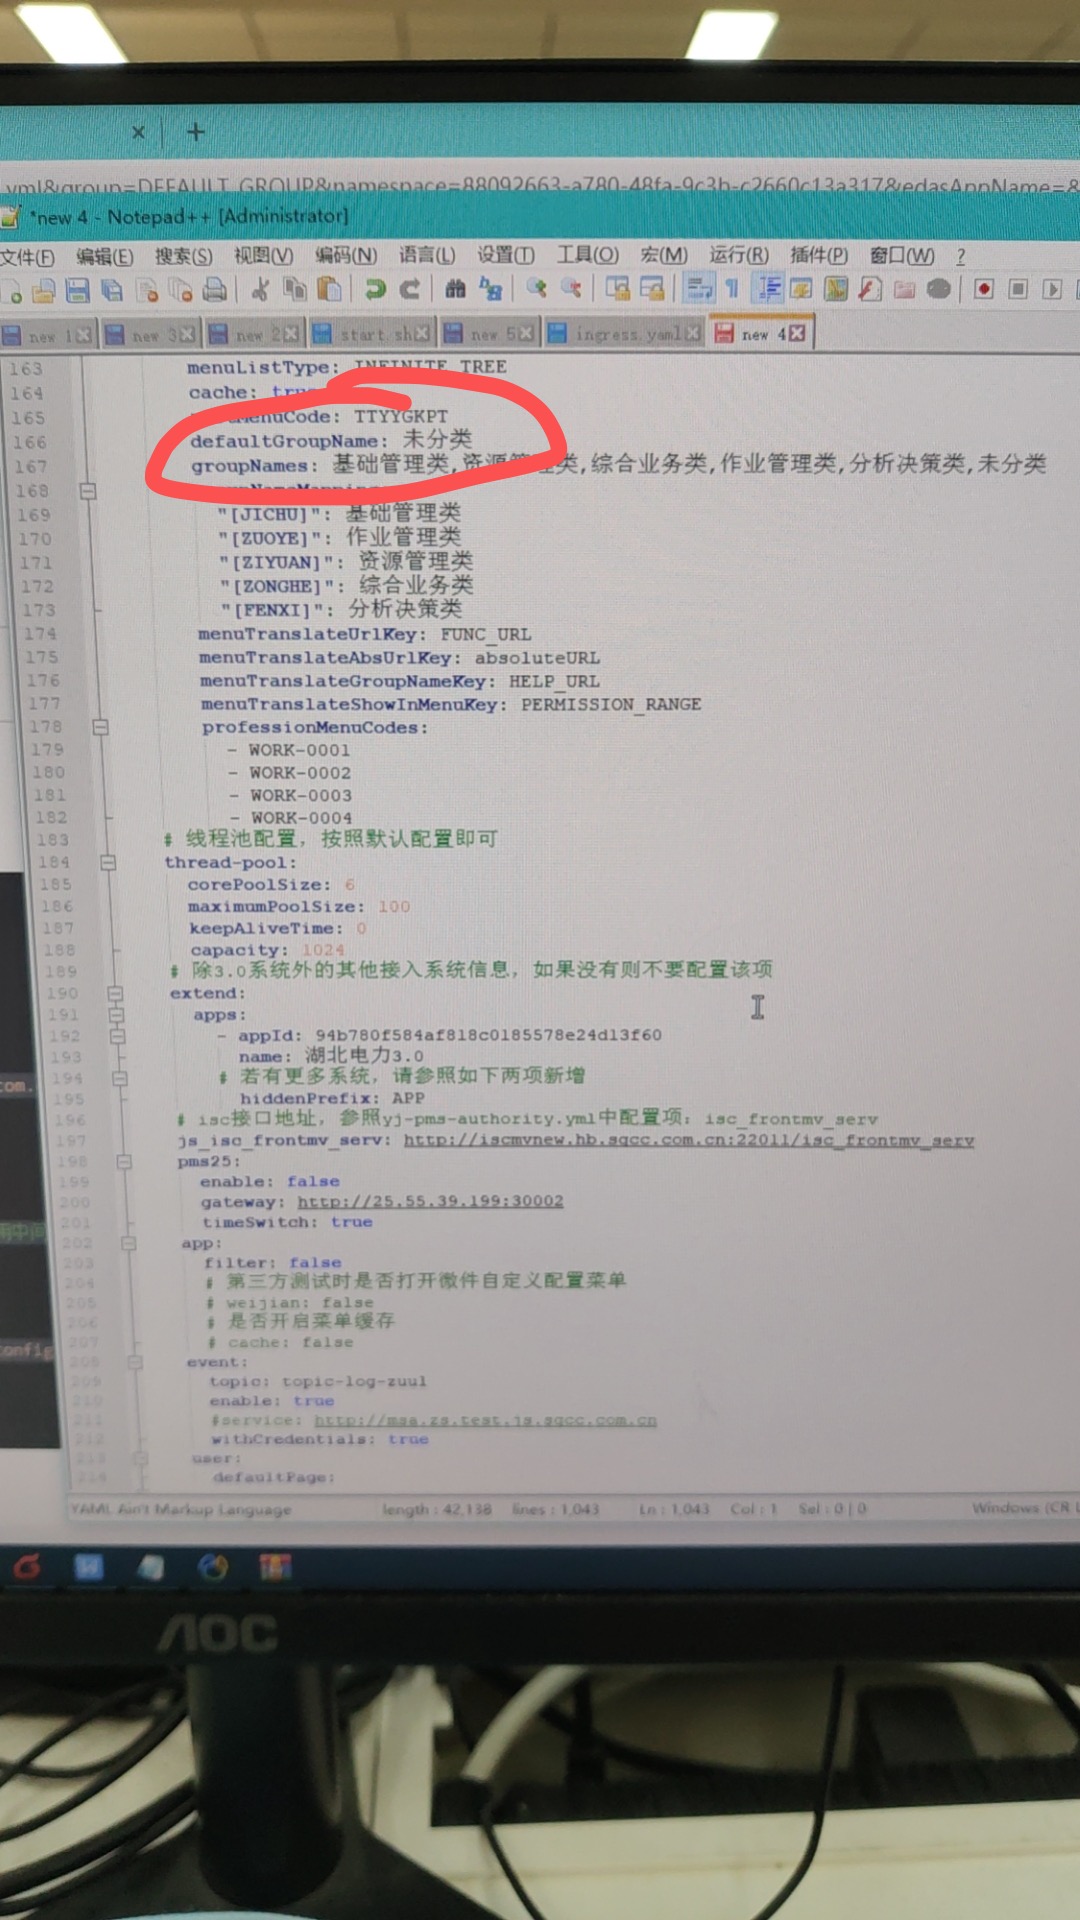 yml&group=DEFAULT_GROUP&namespace=88092663-a780-48fa-9c3b-c2660c13a317&edasAppName=&
*new 4 - Notepad++ [Administrator]
文件(F) 编辑(E) 搜索(S) 视图(V) 编码(N) 语言(L) 设置(T) 工具(O) 宏(M) 运行(R) 插件(P) 窗口(W) ?
new 1 new 3 new 2 start.sh new 5 ingress.yaml new 4
163 menuListType: INFINITE_TREE
164 cache: true
165 MenuCode: TTYYGKPT
166 defaultGroupName: 未分类
167 groupNames: 基础管理类,资源管理类,综合业务类,作业管理类,分析决策类,未分类
168
169 "[JICHU]": 基础管理类
170 "[ZUOYE]": 作业管理类
171 "[ZIYUAN]": 资源管理类
172 "[ZONGHE]": 综合业务类
173 "[FENXI]": 分析决策类
174 menuTranslateUrlKey: FUNC_URL
175 menuTranslateAbsUrlKey: absoluteURL
176 menuTranslateGroupNameKey: HELP_URL
177 menuTranslateShowInMenuKey: PERMISSION_RANGE
178 professionMenuCodes:
179 - WORK-0001
180 - WORK-0002
181 - WORK-0003
182 - WORK-0004
183 # 线程池配置，按照默认配置即可
184 thread-pool:
185 corePoolSize: 6
186 maximumPoolSize: 100
187 keepAliveTime: 0
188 capacity: 1024
189 # 除3.0系统外的其他接入系统信息，如果没有则不要配置该项
190 extend:
191 apps:
192 - appId: 94b780f584af818c0185578e24d13f60
193 name: 湖北电力3.0
194 # 若有更多系统，请参照如下两项新增
195 hiddenPrefix: APP
196 # isc接口地址，参照yj-pms-authority.yml中配置项：isc_frontmv_serv
197 js_isc_frontmv_serv: http://iscmvnew.hb.sgcc.com.cn:22011/isc_frontmv_serv
198 pms25:
199 enable: false
200 gateway: http://25.55.39.199:30002
201 timeSwitch: true
202 app:
203 filter: false
204 # 第三方测试时是否打开微件自定义配置菜单
205 # weijian: false
206 # 是否开启菜单缓存
207 # cache: false
208 event:
209 topic: topic-log-zuul
210 enable: true
211 #service: http://msa.zs.test.js.sgcc.com.cn
212 withCredentials: true
213 user:
214 defaultPage:
com.
用中间
config
YAML Ain't Markup Language length : 42,138 lines : 1,043 Ln : 1,043 Col : 1 Sel : 0 | 0 Windows (CR L
AOC